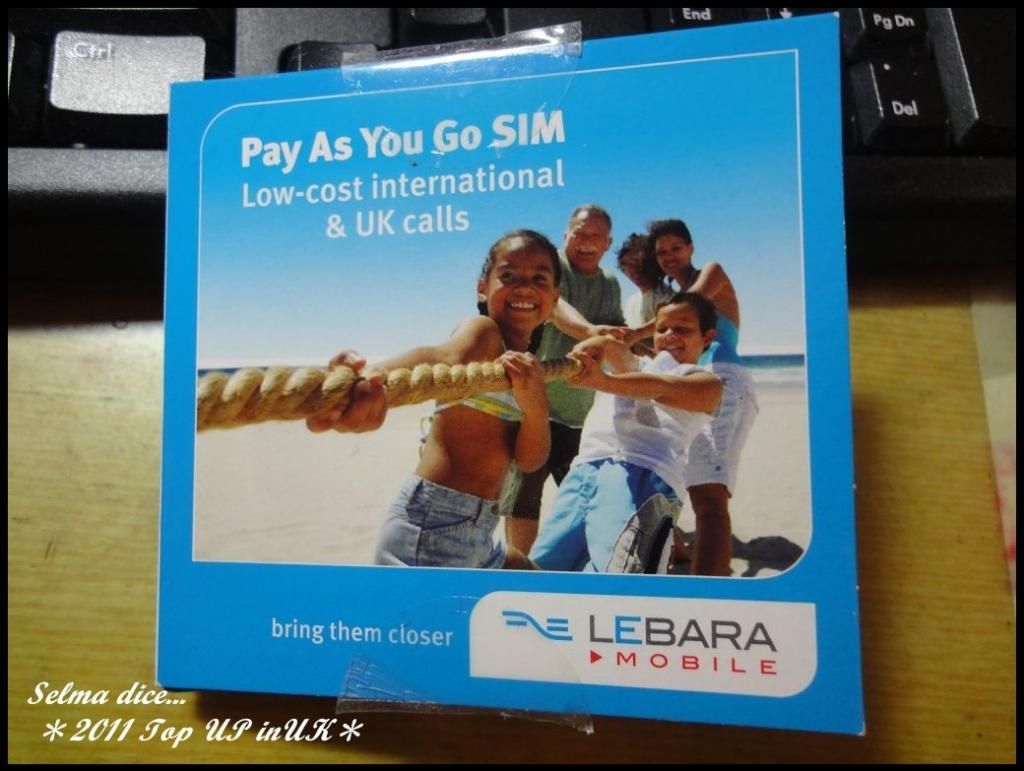 Ctrl
End
Pg Dn
Del
Pay As You Go SIM
Low-cost international
& UK calls
bring them closer
LEBARA
MOBILE
Selma dice...
*2011 Top UP inUK*